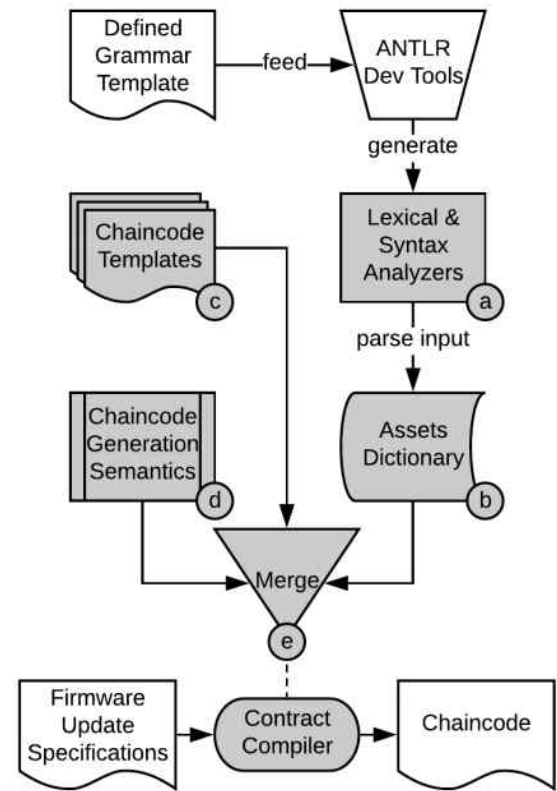 Defined
Grammar
Template
feed
ANTLR
Dev Tools
generate
Chaincode
Templates
c
Lexical &
Syntax
Analyzers
a
parse input
Chaincode
Generation
Semantics
d
Assets
Dictionary
b
Merge
e
Firmware
Update
Specifications
Contract
Compiler
Chaincode